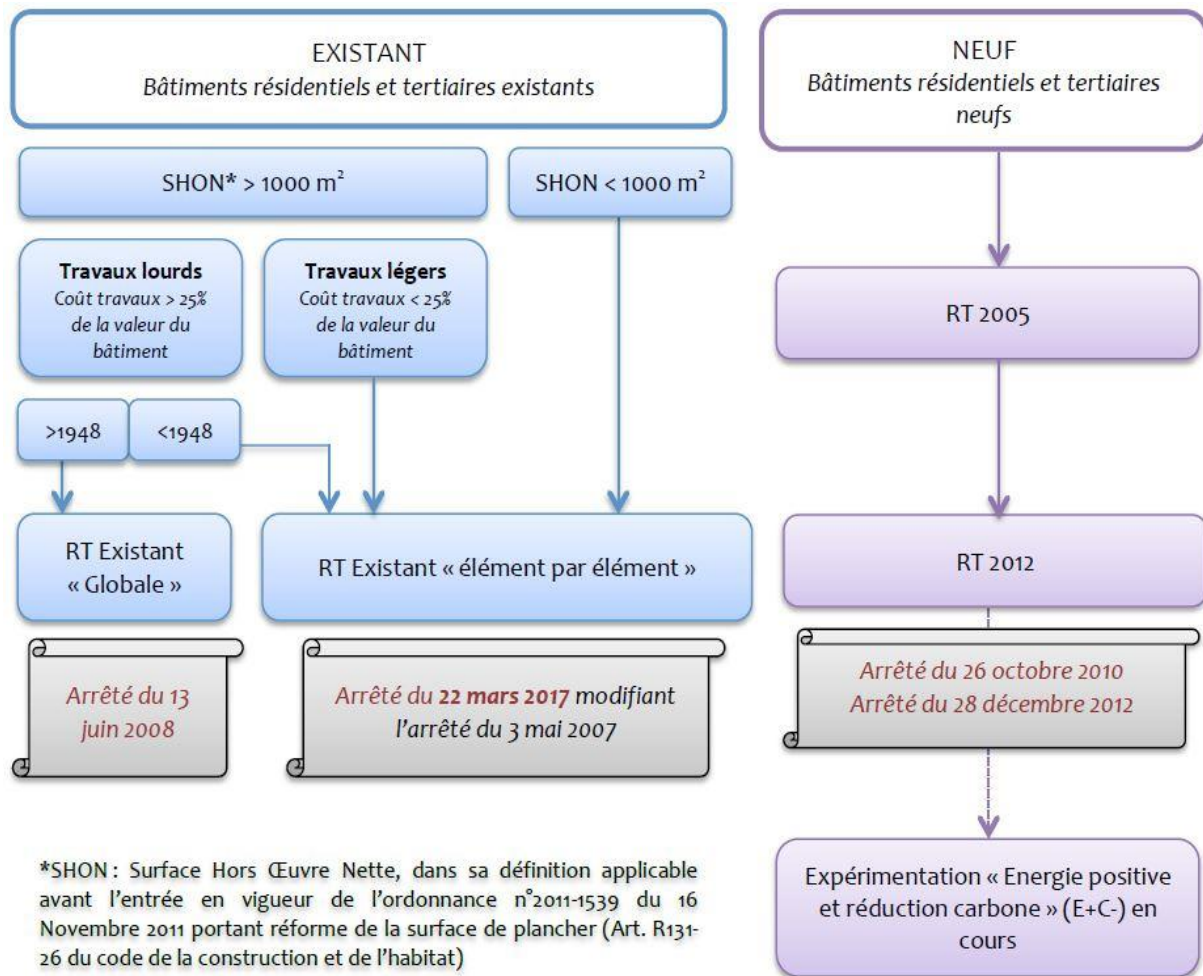 EXISTANT
Bâtiments résidentiels et tertiaires existants
SHON* > 1000 m²
SHON < 1000 m²
Travaux lourds
Coût travaux > 25%
de la valeur du
bâtiment
Travaux légers
Coût travaux < 25%
de la valeur du
bâtiment
>1948
<1948
RT Existant
« Globale »
RT Existant « élément par élément »
Arrêté du 13
juin 2008
Arrêté du 22 mars 2017 modifiant
l'arrêté du 3 mai 2007
*SHON : Surface Hors Œuvre Nette, dans sa définition applicable
avant l'entrée en vigueur de l'ordonnance n°2011-1539 du 16
Novembre 2011 portant réforme de la surface de plancher (Art. R131-
26 du code de la construction et de l'habitat)
NEUF
Bâtiments résidentiels et tertiaires
neufs
RT 2005
RT 2012
Arrêté du 26 octobre 2010
Arrêté du 28 décembre 2012
Expérimentation « Energie positive
et réduction carbone » (E+C-) en
cours